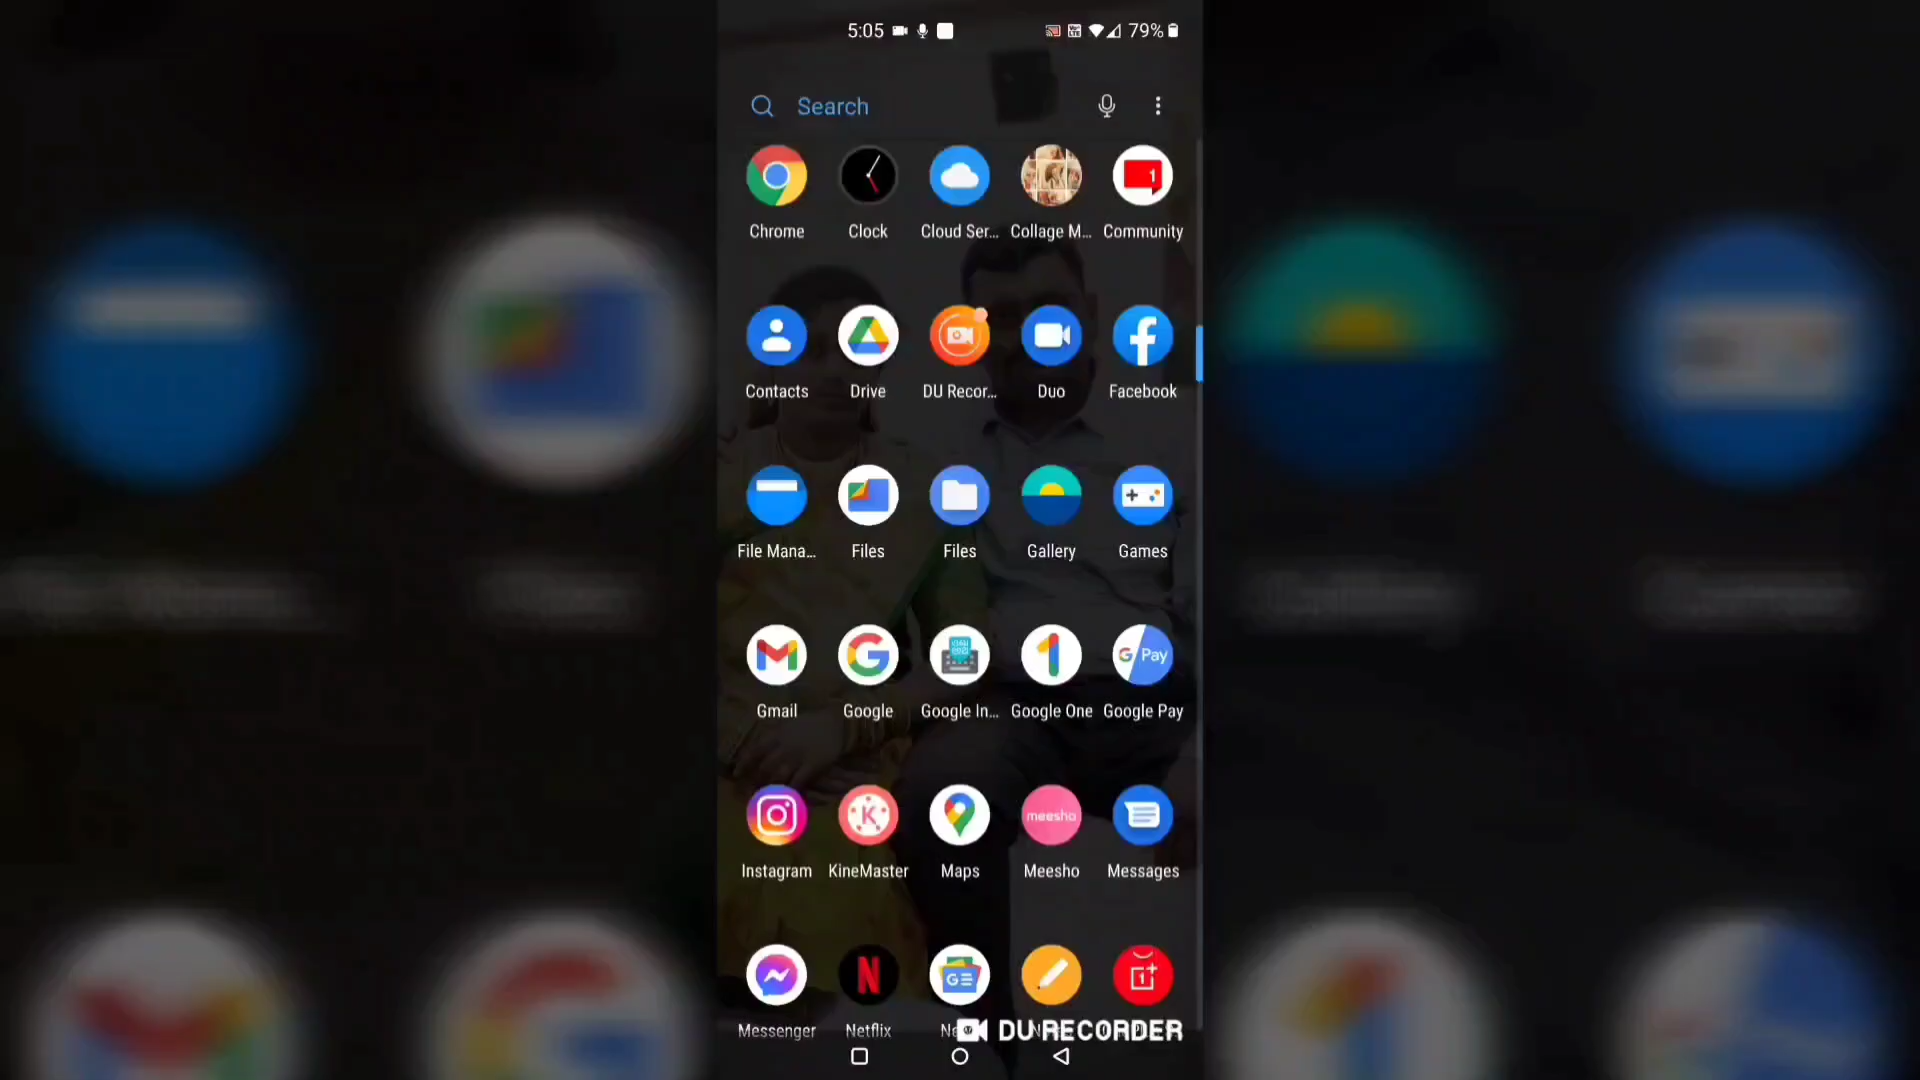 5:05 79%
Search
Chrome Clock Cloud Ser... Collage M... Community
Contacts Drive DU Recor... Duo Facebook
File Mana... Files Files Gallery Games
G Pay
Gmail Google Google In... Google One Google Pay
meesho
Instagram KineMaster Maps Meesho Messages
Messenger Netflix
DU RECORDER